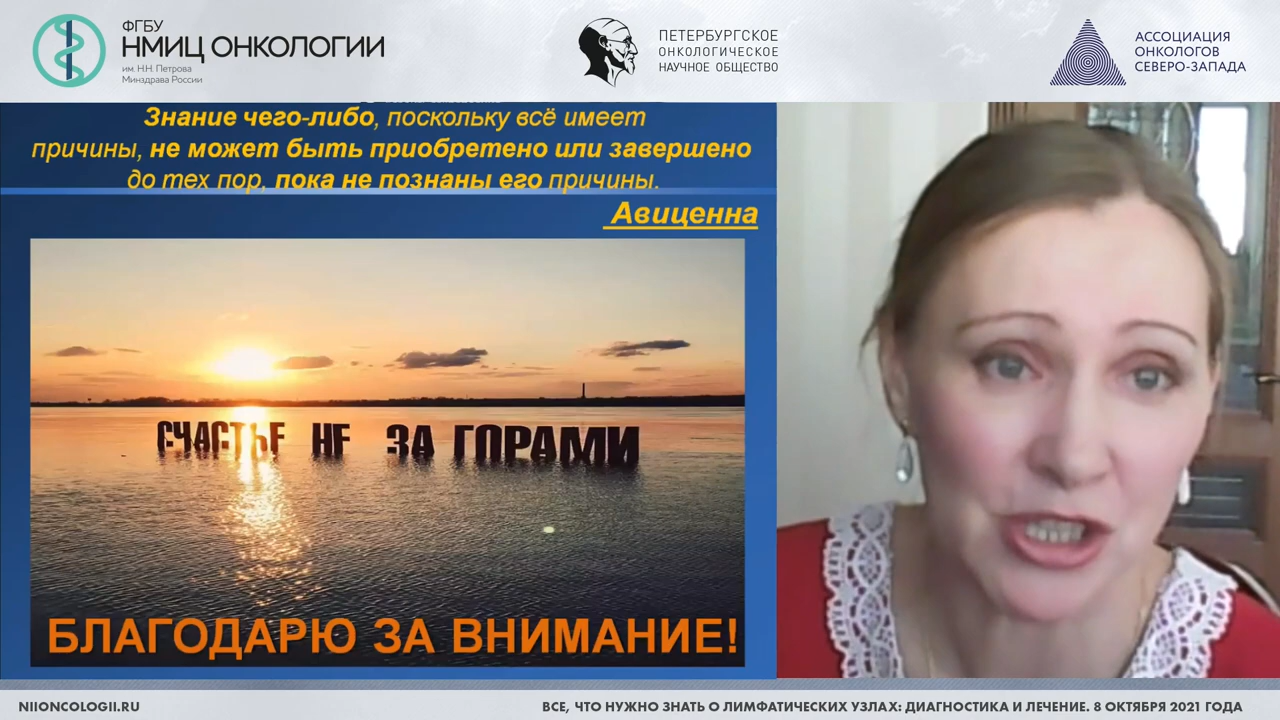 ФГБУ
НМИЦ ОНКОЛОГИИ
им. Н.Н. Петрова
Минздрава России
ПЕТЕРБУРГСКОЕ
ОНКОЛОГИЧЕСКОЕ
НАУЧНОЕ ОБЩЕСТВО
АССОЦИАЦИЯ
ОНКОЛОГОВ
СЕВЕРО-ЗАПАДА
Знание чего-либо, поскольку всё имеет
причины, не может быть приобретено или завершено
до тех пор, пока не познаны его причины.
Авиценна
СЧАСТЬЕ НЕ ЗА ГОРАМИ
БЛАГОДАРЮ ЗА ВНИМАНИЕ!
NIIONCOLOGII.RU
ВСЕ, ЧТО НУЖНО ЗНАТЬ О ЛИМФАТИЧЕСКИХ УЗЛАХ: ДИАГНОСТИКА И ЛЕЧЕНИЕ. 8 ОКТЯБРЯ 2021 ГОДА